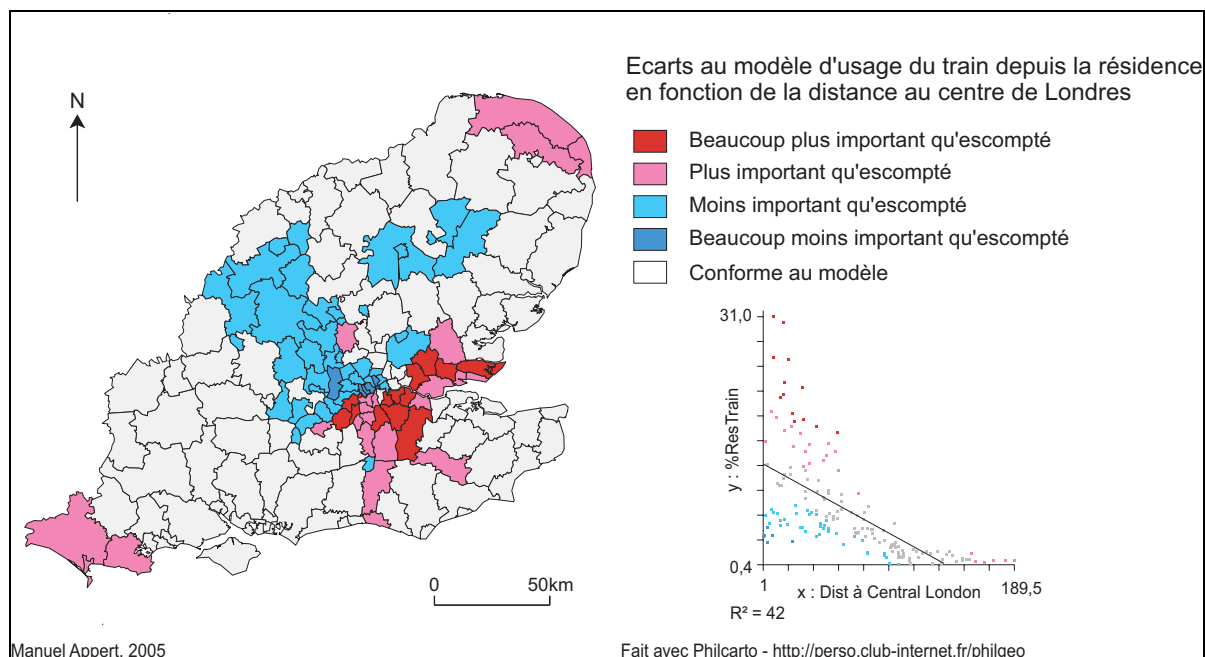 Ecarts au modèle d'usage du train depuis la résidence
en fonction de la distance au centre de Londres
N
Beaucoup plus important qu'escompté
Plus important qu'escompté
Moins important qu'escompté
Beaucoup moins important qu'escompté
Conforme au modèle
31,0
y : %ResTrain
0,4
1
x : Dist à Central London
189,5
R² = 42
0 50km
Manuel Appert, 2005
Fait avec Philcarto - http://perso.club-internet.fr/philgeo